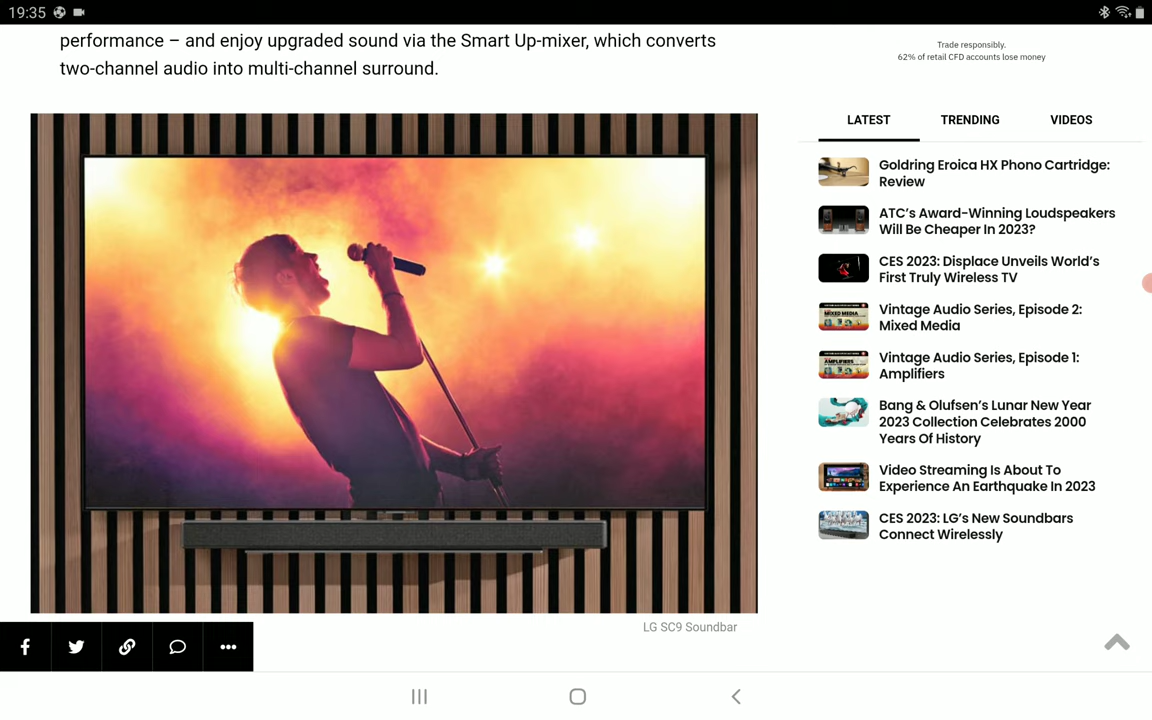 19:35
performance – and enjoy upgraded sound via the Smart Up-mixer, which converts
two-channel audio into multi-channel surround.
Trade responsibly.
62% of retail CFD accounts lose money
LATEST TRENDING VIDEOS
Goldring Eroica HX Phono Cartridge:
Review
ATC's Award-Winning Loudspeakers
Will Be Cheaper In 2023?
CES 2023: Displace Unveils World's
First Truly Wireless TV
MIXED MEDIA
Vintage Audio Series, Episode 2:
Mixed Media
AMPLIFIERS
Vintage Audio Series, Episode 1:
Amplifiers
Bang & Olufsen's Lunar New Year
2023 Collection Celebrates 2000
Years Of History
Video Streaming Is About To
Experience An Earthquake In 2023
CES 2023: LG's New Soundbars
Connect Wirelessly
LG SC9 Soundbar